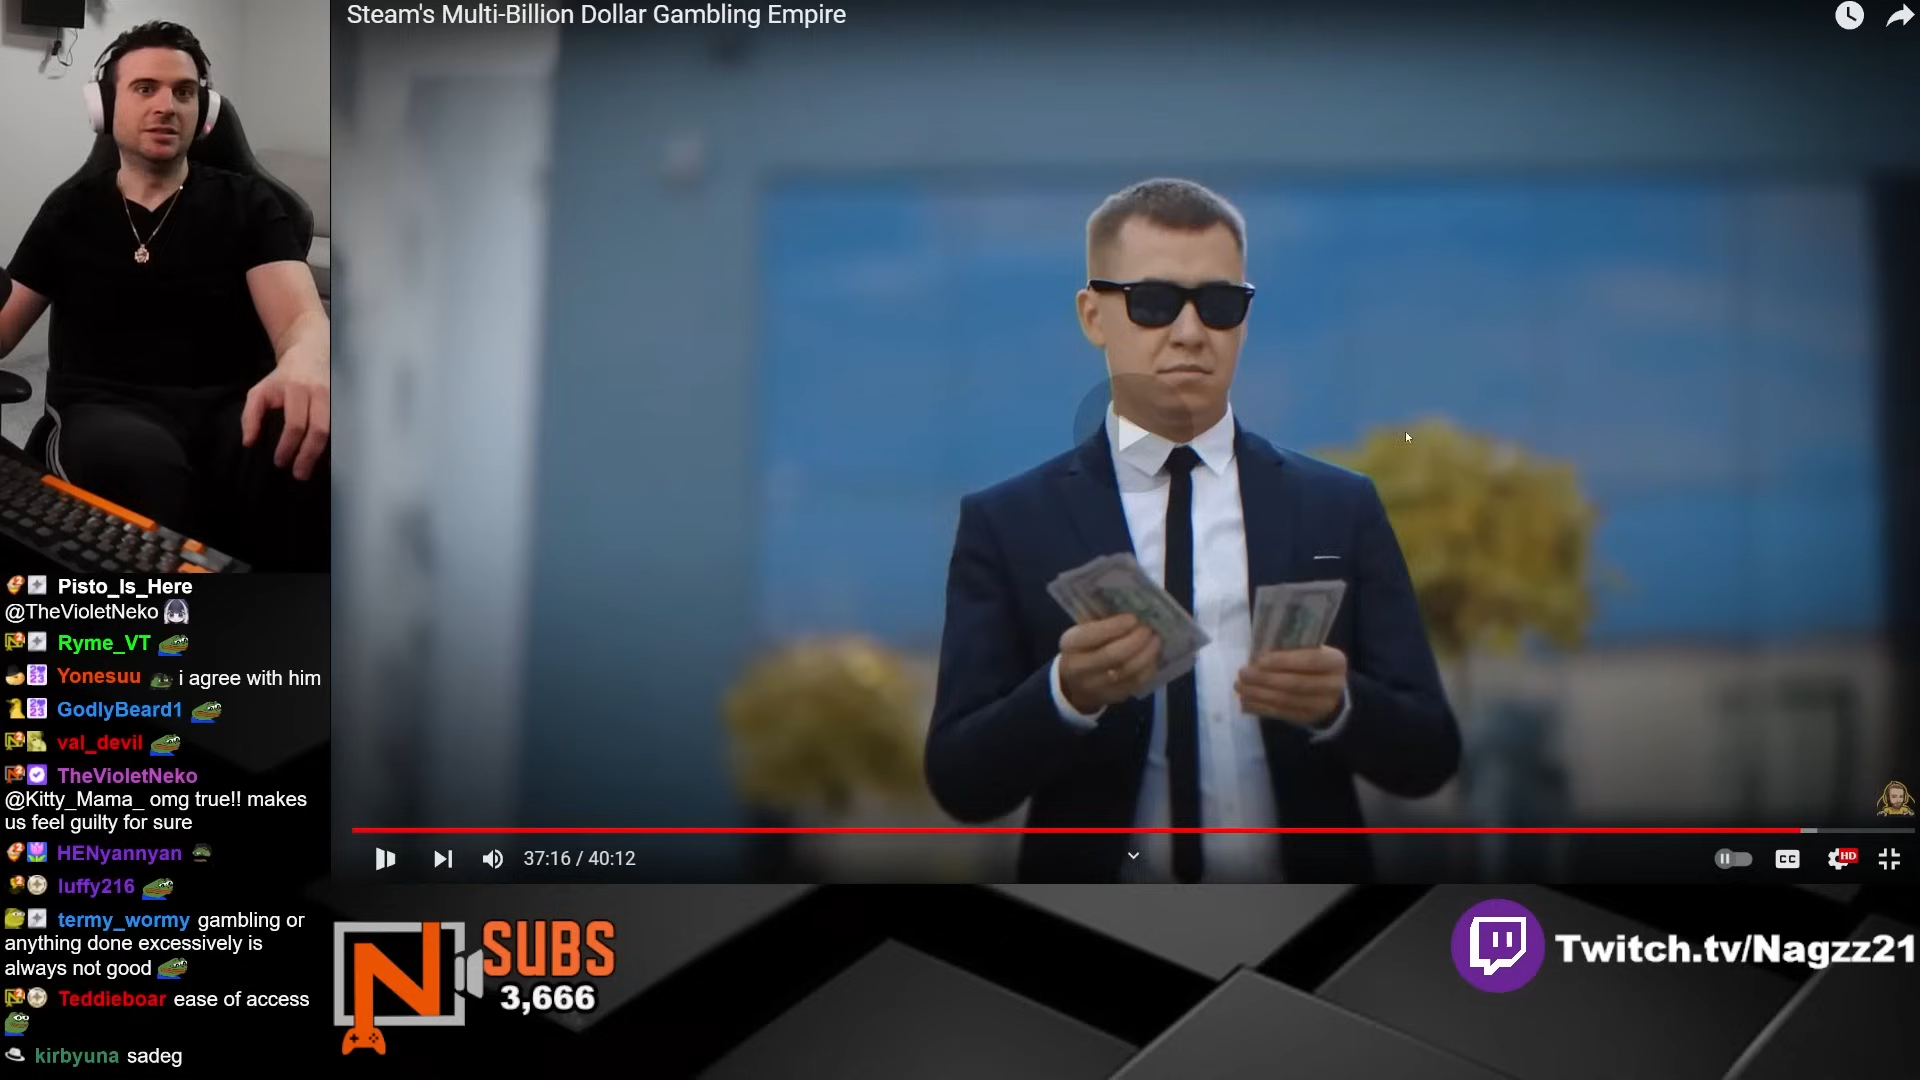 Steam's Multi-Billion Dollar Gambling Empire
Pisto_Is_Here
@TheVioletNeko
Ryme_VT
Yonesuu i agree with him
GodlyBeard1
val_devil
TheVioletNeko
@Kitty_Mama_ omg true!! makes
us feel guilty for sure
HENyannyan
luffy216
termy_wormy gambling or
anything done excessively is
always not good
Teddieboar ease of access
kirbyuna sadeg
37:16 / 40:12
CC
HD
N
SUBS
3,666
Twitch.tv/Nagzz21